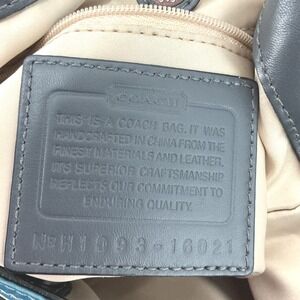 COACH
THIS IS A COACH BAG. IT WAS
HANDCRAFTED IN CHINA FROM THE
FINEST MATERIALS AND LEATHER.
ITS SUPERIOR CRAFTSMANSHIP
REFLECTS OUR COMMITMENT TO
ENDURING QUALITY.
Nº H1093-16021